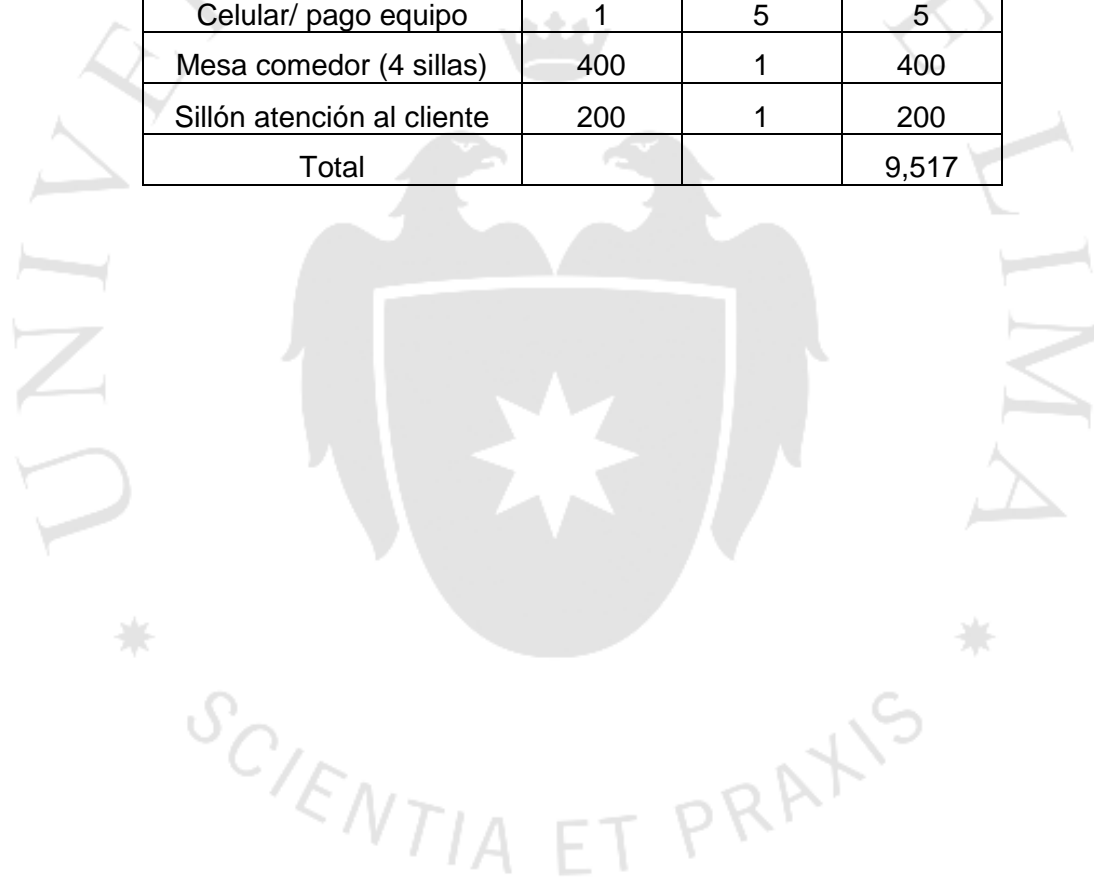 Celular/ pago equipo 1 5 5
Mesa comedor (4 sillas) 400 1 400
Sillón atención al cliente 200 1 200
Total 9,517
LIMA
SCIENTIA ET PRAXIS